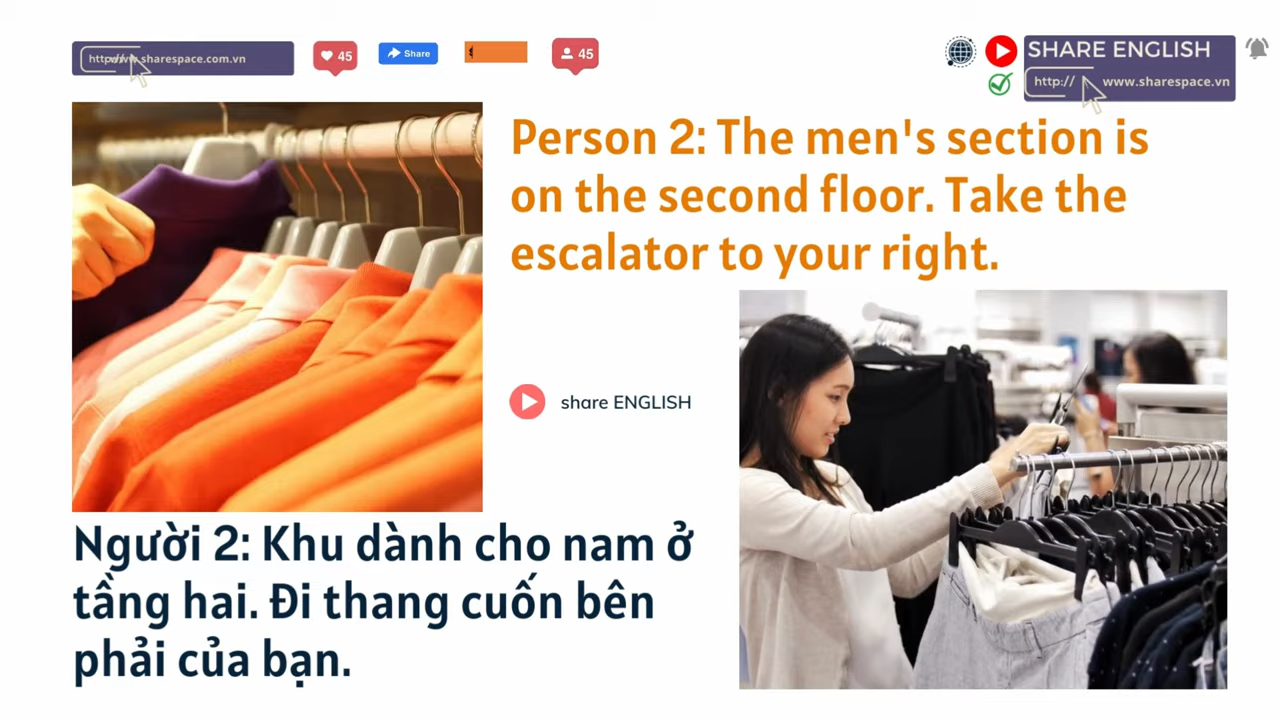 www.sharespace.com.vn
45
Share
45
SHARE ENGLISH
http:// www.sharespace.vn
Person 2: The men's section is
on the second floor. Take the
escalator to your right.
share ENGLISH
Người 2: Khu dành cho nam ở
tầng hai. Đi thang cuốn bên
phải của bạn.